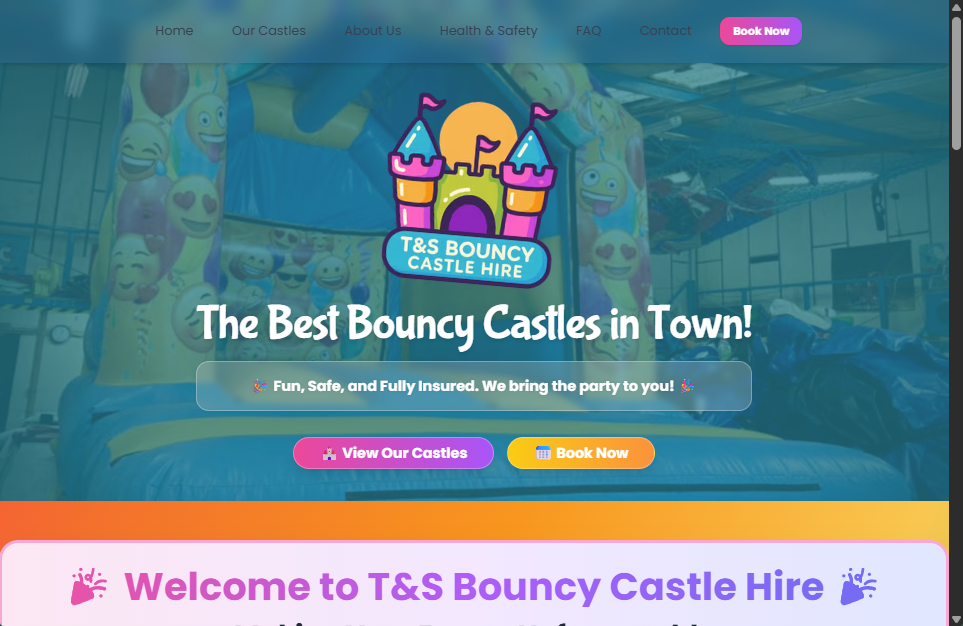 Home Our Castles About Us Health & Safety FAQ Contact Book Now
T&S BOUNCY
CASTLE HIRE
The Best Bouncy Castles in Town!
🎉 Fun, Safe, and Fully Insured. We bring the party to you! 🎉
🏰 View Our Castles 📅 Book Now
Welcome to T&S Bouncy Castle Hire